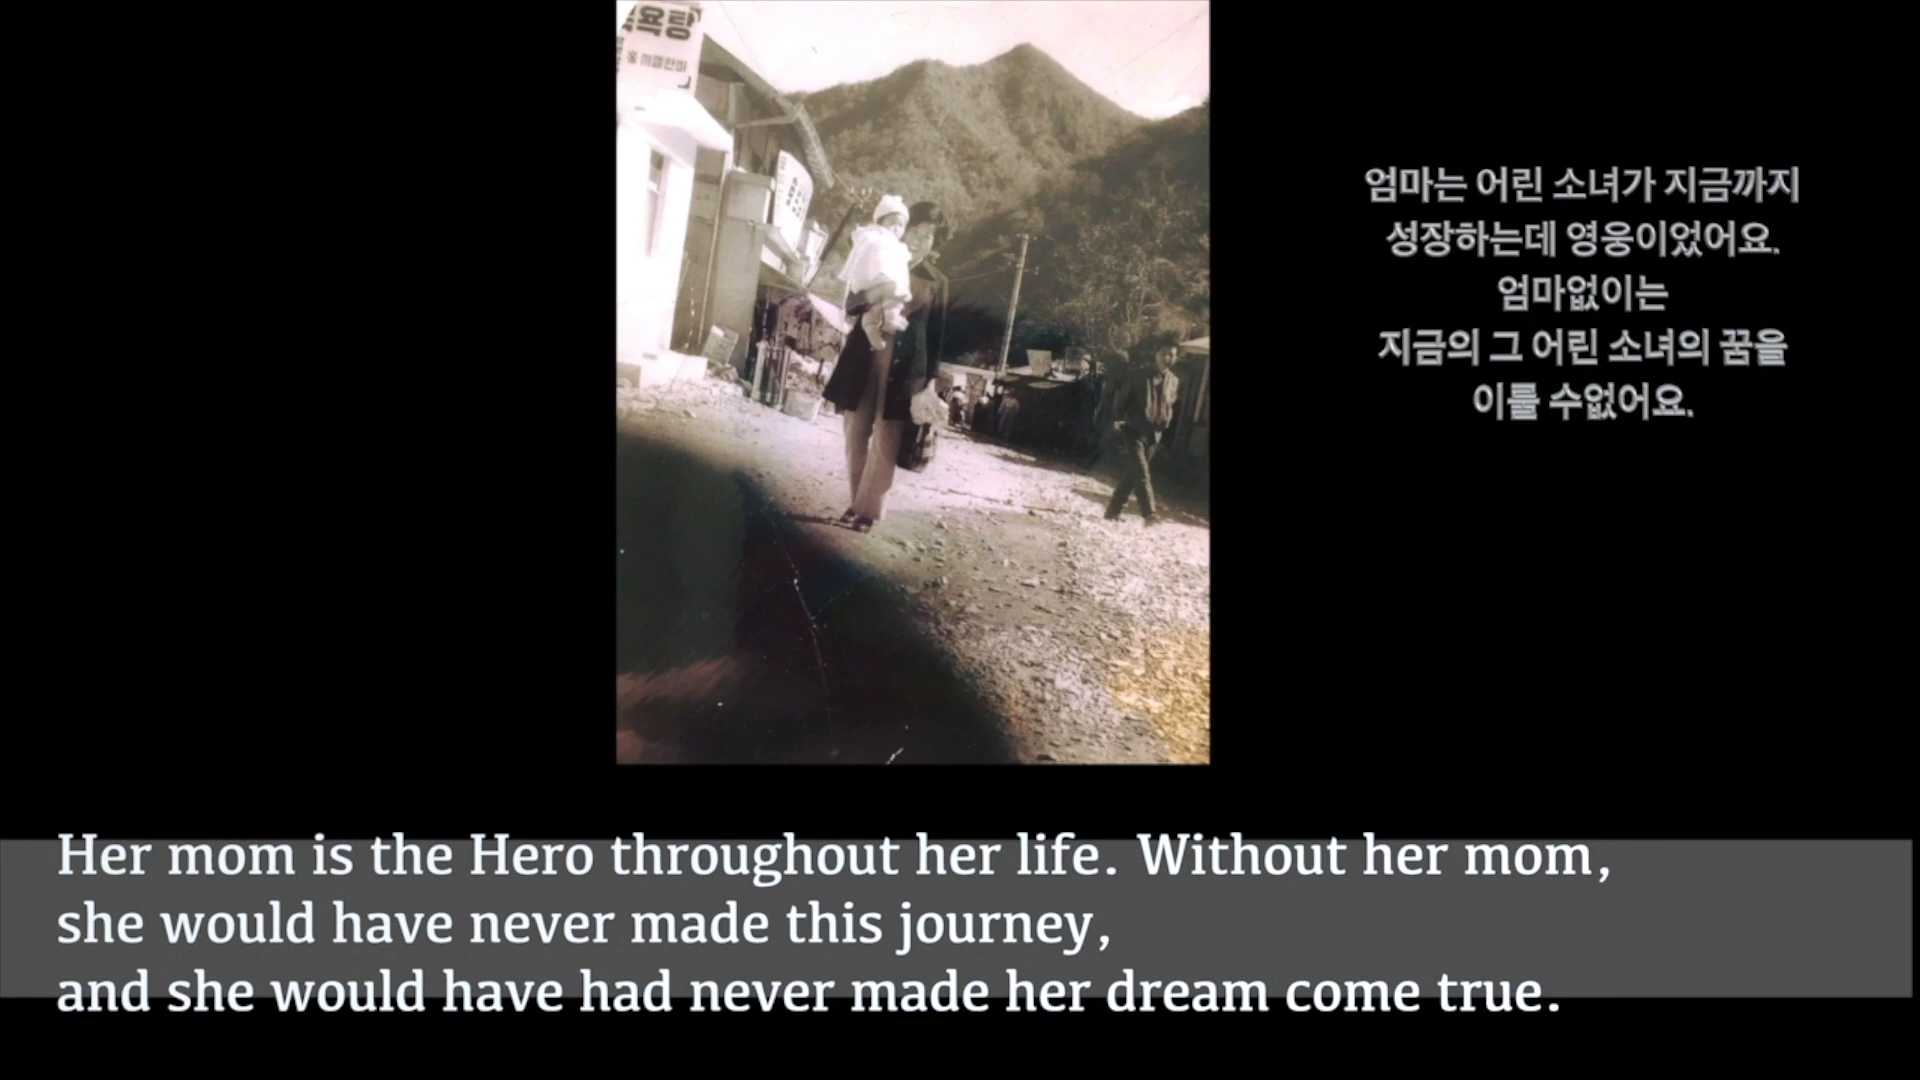 욕탕
엄마는 어린 소녀가 지금까지
성장하는데 영웅이었어요.
엄마없이는
지금의 그 어린 소녀의 꿈을
이룰 수없어요.
Her mom is the Hero throughout her life. Without her mom,
she would have never made this journey,
and she would have had never made her dream come true.